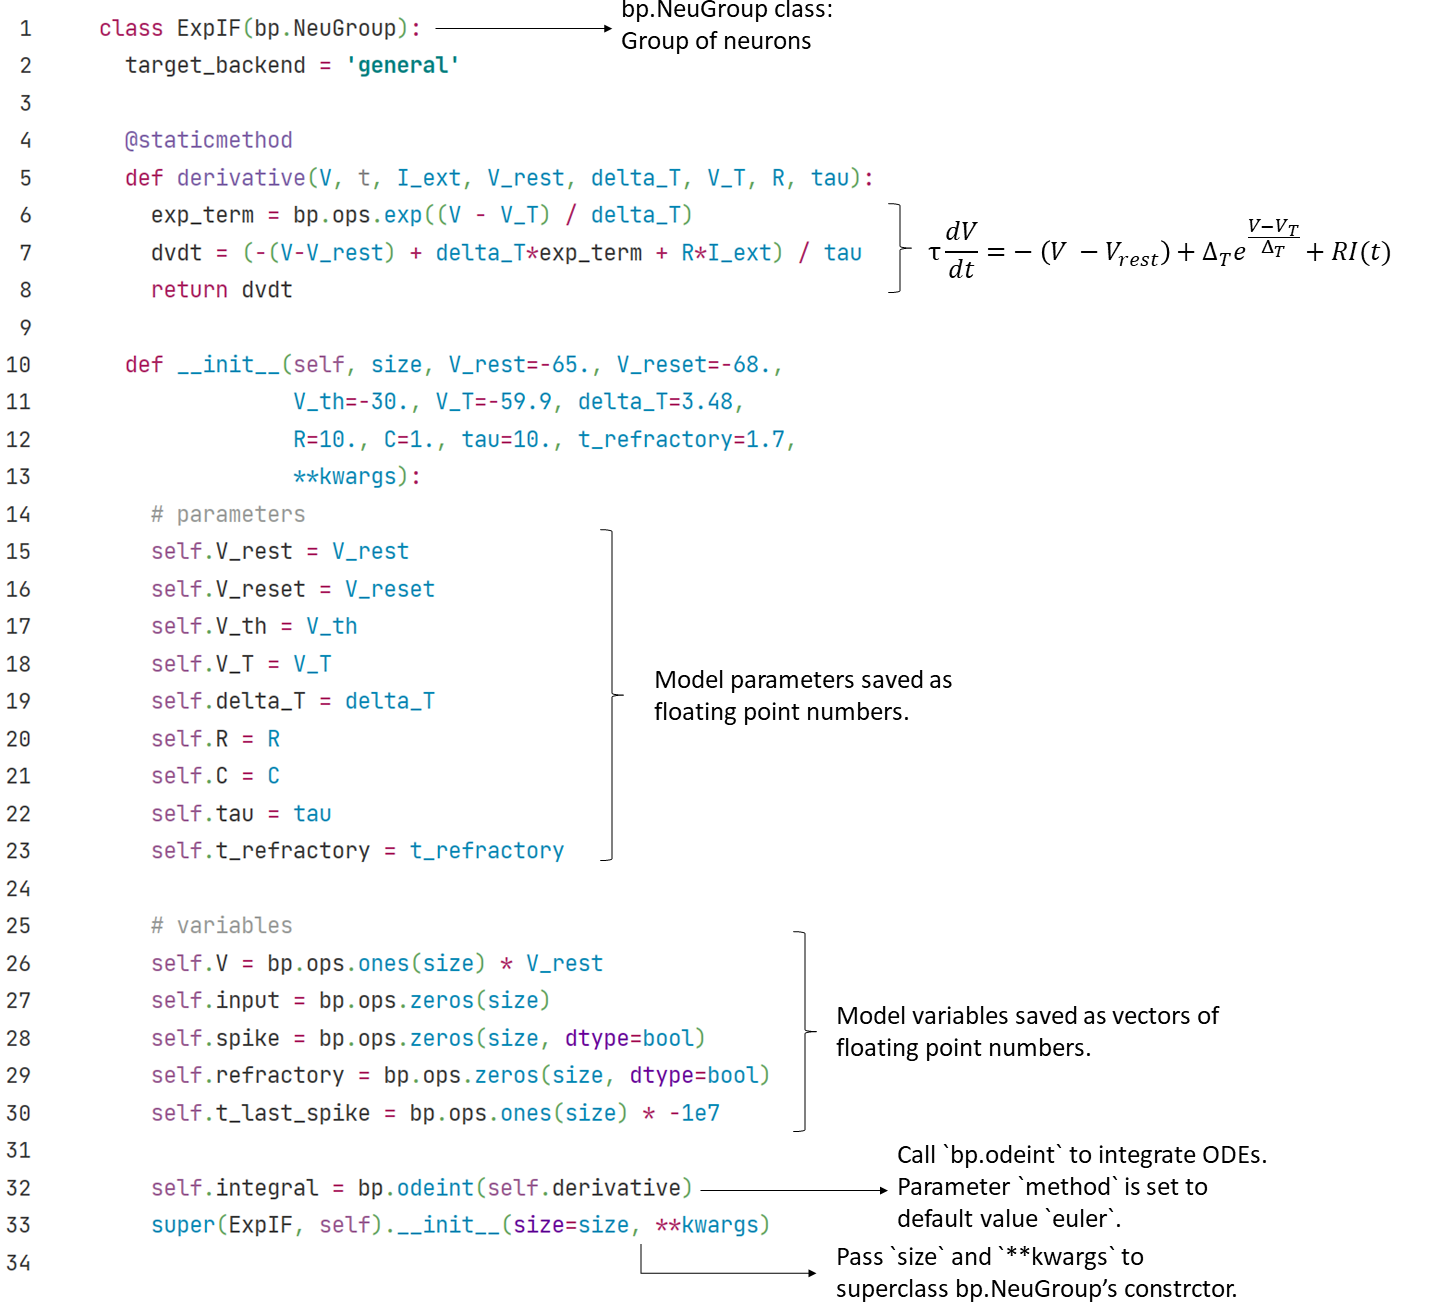 bp.NeuGroup class:
Group of neurons
1 class ExpIF(bp.NeuGroup):
2 target_backend = 'general'
3
4 @staticmethod
5 def derivative(V, t, I_ext, V_rest, delta_T, V_T, R, tau):
6 exp_term = bp.ops.exp((V - V_T) / delta_T)
7 dvdt = (-(V-V_rest) + delta_T*exp_term + R*I_ext) / tau
8 return dvdt
τ dV/dt = − (V − V_rest) + Δ_T e^((V−V_T)/Δ_T) + RI(t)
9
10 def __init__(self, size, V_rest=-65., V_reset=-68.,
11 V_th=-30., V_T=-59.9, delta_T=3.48,
12 R=10., C=1., tau=10., t_refractory=1.7,
13 **kwargs):
14 # parameters
15 self.V_rest = V_rest
16 self.V_reset = V_reset
17 self.V_th = V_th
18 self.V_T = V_T
19 self.delta_T = delta_T
20 self.R = R
21 self.C = C
22 self.tau = tau
23 self.t_refractory = t_refractory
Model parameters saved as
floating point numbers.
24
25 # variables
26 self.V = bp.ops.ones(size) * V_rest
27 self.input = bp.ops.zeros(size)
28 self.spike = bp.ops.zeros(size, dtype=bool)
29 self.refractory = bp.ops.zeros(size, dtype=bool)
30 self.t_last_spike = bp.ops.ones(size) * -1e7
Model variables saved as vectors of
floating point numbers.
31
32 self.integral = bp.odeint(self.derivative)
33 super(ExpIF, self).__init__(size=size, **kwargs)
34
Call `bp.odeint` to integrate ODEs.
Parameter `method` is set to
default value `euler`.
Pass `size` and `**kwargs` to
superclass bp.NeuGroup’s constrctor.